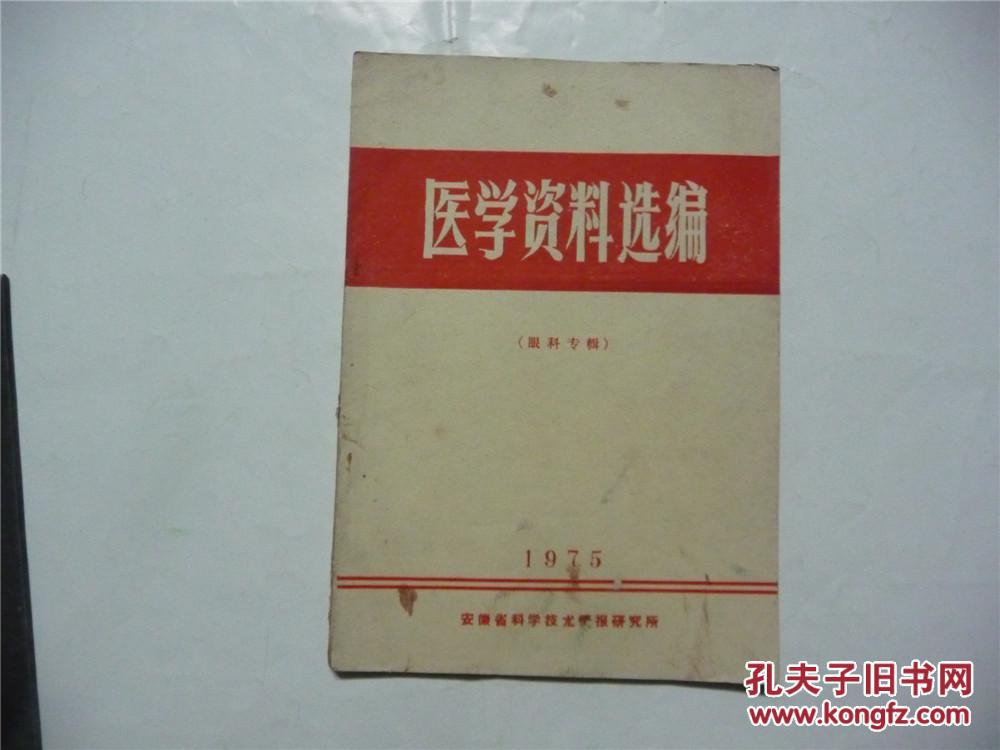 医学资料选编
（眼科专辑）
1975
安徽省科学技术情报研究所
孔夫子旧书网
www.kongfz.com